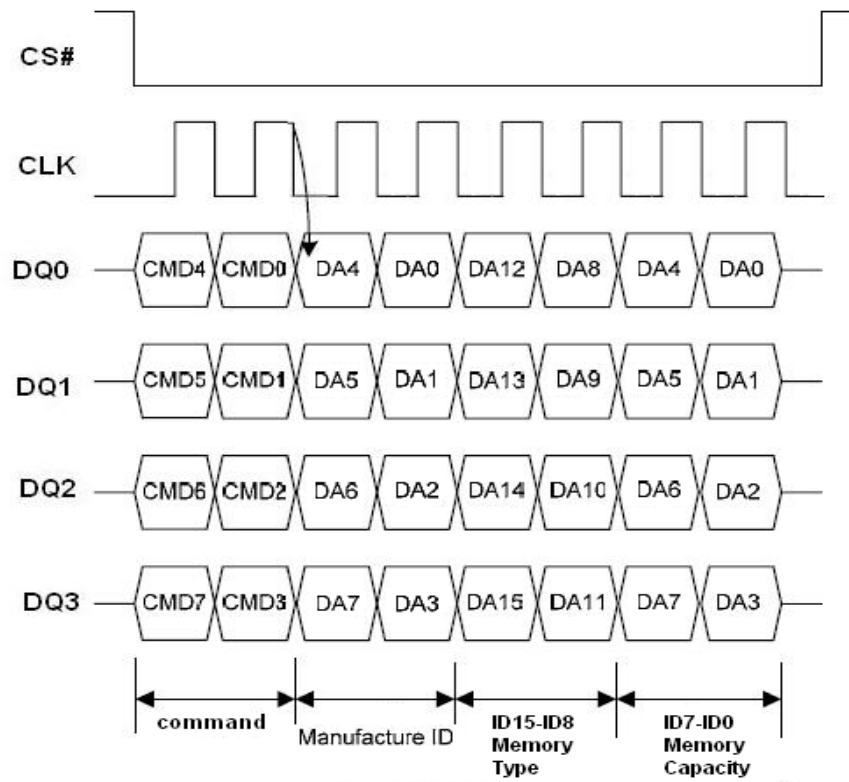 CS#
CLK
DQ0 CMD4 CMD0 DA4 DA0 DA12 DA8 DA4 DA0
DQ1 CMD5 CMD1 DA5 DA1 DA13 DA9 DA5 DA1
DQ2 CMD6 CMD2 DA6 DA2 DA14 DA10 DA6 DA2
DQ3 CMD7 CMD3 DA7 DA3 DA15 DA11 DA7 DA3
command
Manufacture ID
ID15-ID8
Memory
Type
ID7-ID0
Memory
Capacity